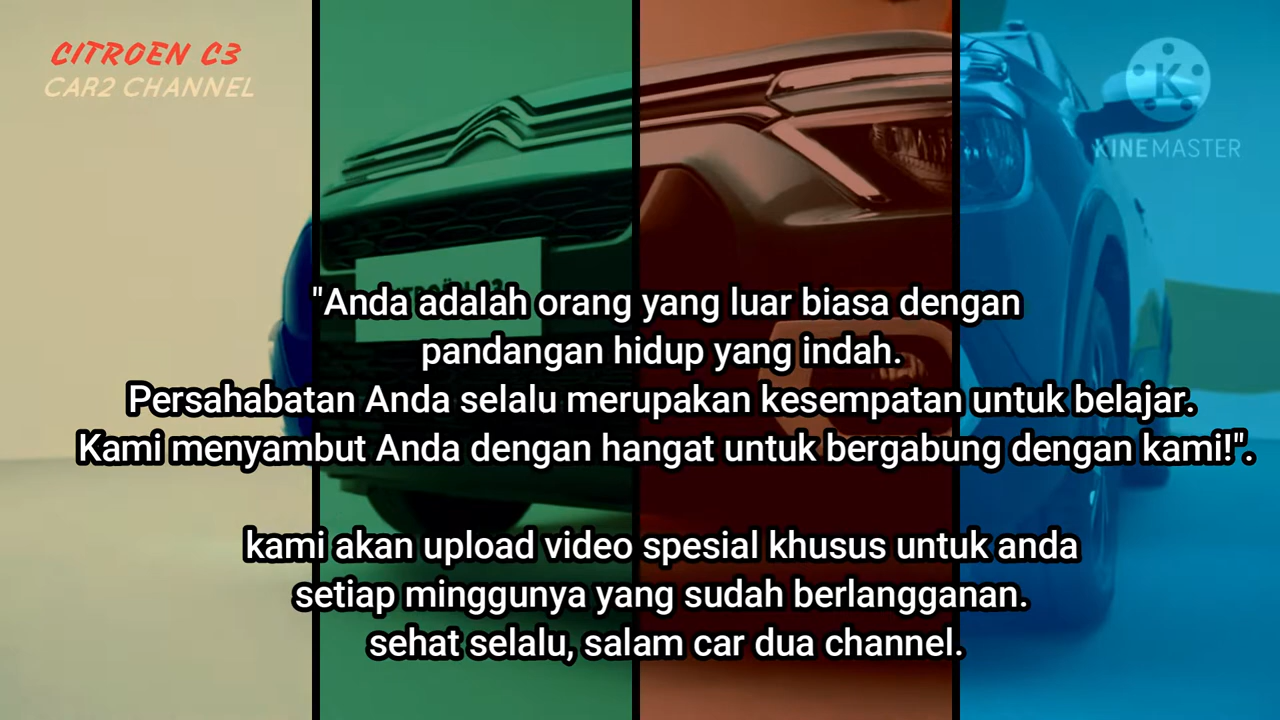 CITROEN C3
CAR2 CHANNEL
K
KINEMASTER
"Anda adalah orang yang luar biasa dengan
pandangan hidup yang indah.
Persahabatan Anda selalu merupakan kesempatan untuk belajar.
Kami menyambut Anda dengan hangat untuk bergabung dengan kami!".
kami akan upload video spesial khusus untuk anda
setiap minggunya yang sudah berlangganan.
sehat selalu, salam car dua channel.